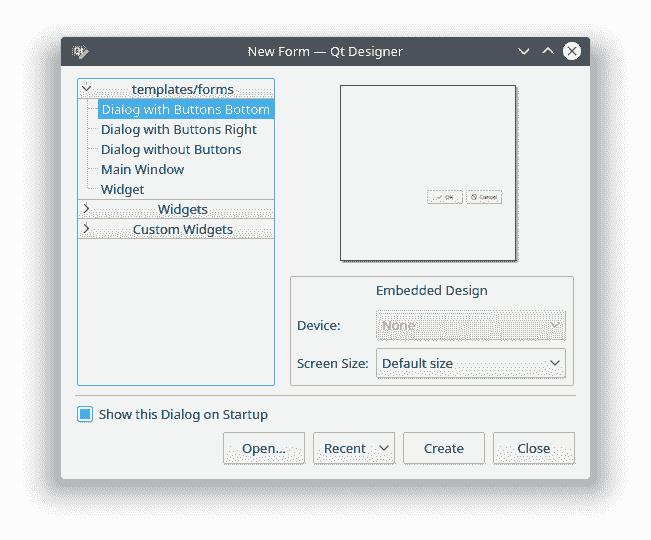 New Form — Qt Designer
templates/forms
Dialog with Buttons Bottom
Dialog with Buttons Right
Dialog without Buttons
Main Window
Widget
Widgets
Custom Widgets
OK
Cancel
Embedded Design
Device:
None
Screen Size:
Default size
Show this Dialog on Startup
Open...
Recent
Create
Close